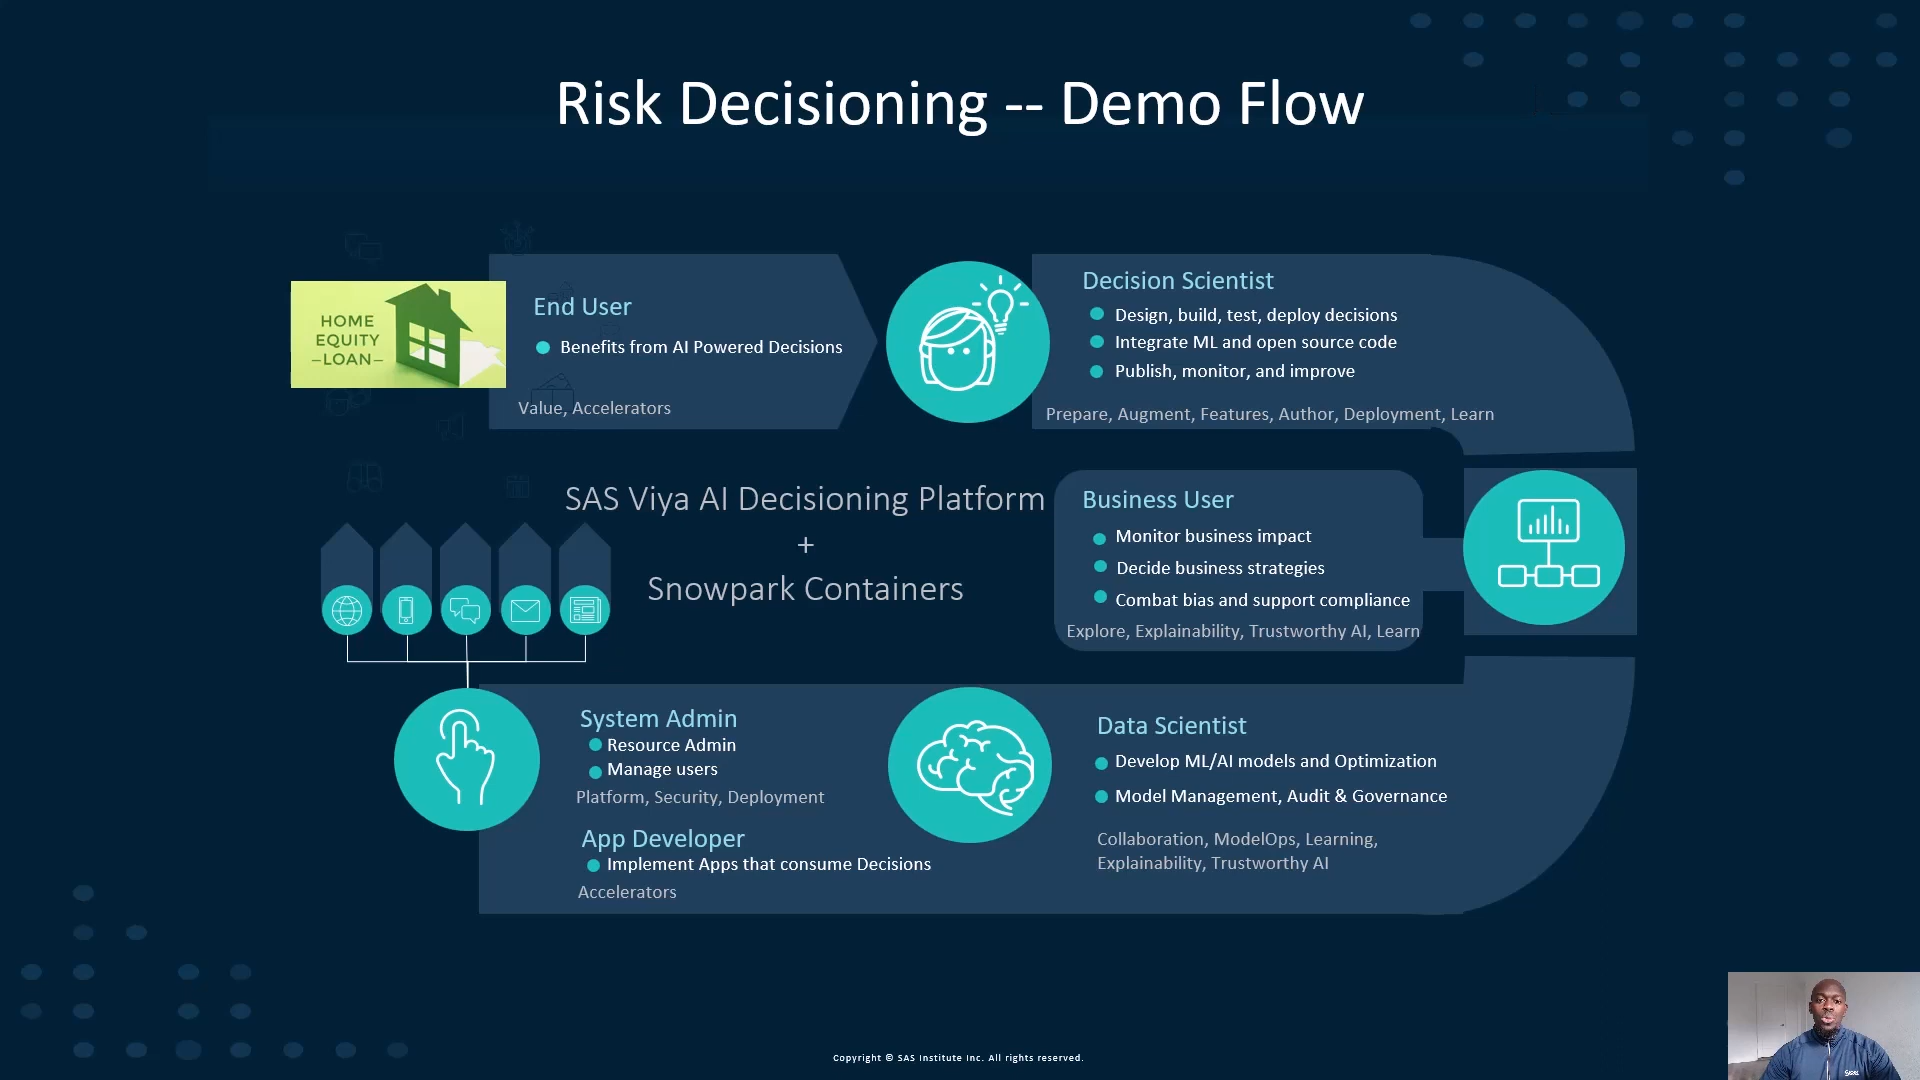 Risk Decisioning -- Demo Flow
HOME
EQUITY
–LOAN–
End User
Benefits from AI Powered Decisions
Value, Accelerators
Decision Scientist
Design, build, test, deploy decisions
Integrate ML and open source code
Publish, monitor, and improve
Prepare, Augment, Features, Author, Deployment, Learn
SAS Viya AI Decisioning Platform
+
Snowpark Containers
Business User
Monitor business impact
Decide business strategies
Combat bias and support compliance
Explore, Explainability, Trustworthy AI, Learn
System Admin
Resource Admin
Manage users
Platform, Security, Deployment
App Developer
Implement Apps that consume Decisions
Accelerators
Data Scientist
Develop ML/AI models and Optimization
Model Management, Audit & Governance
Collaboration, ModelOps, Learning,
Explainability, Trustworthy AI
Copyright © SAS Institute Inc. All rights reserved.